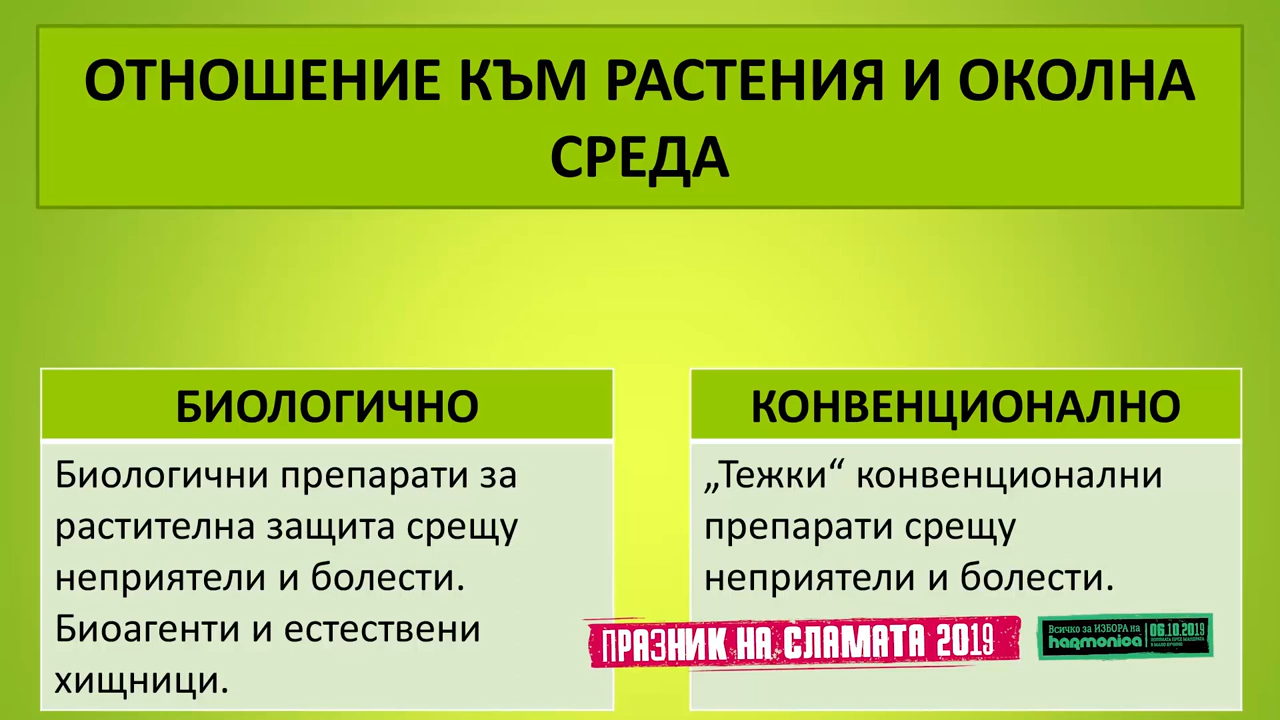 ОТНОШЕНИЕ КЪМ РАСТЕНИЯ И ОКОЛНА
СРЕДА
БИОЛОГИЧНО
Биологични препарати за
растителна защита срещу
неприятели и болести.
Биоагенти и естествени
хищници.
КОНВЕНЦИОНАЛНО
„Тежки“ конвенционални
препарати срещу
неприятели и болести.
ПРАЗНИК НА СЛАМАТА 2019
Всичко за ИЗБОРА на
harmonica
06.10.2019